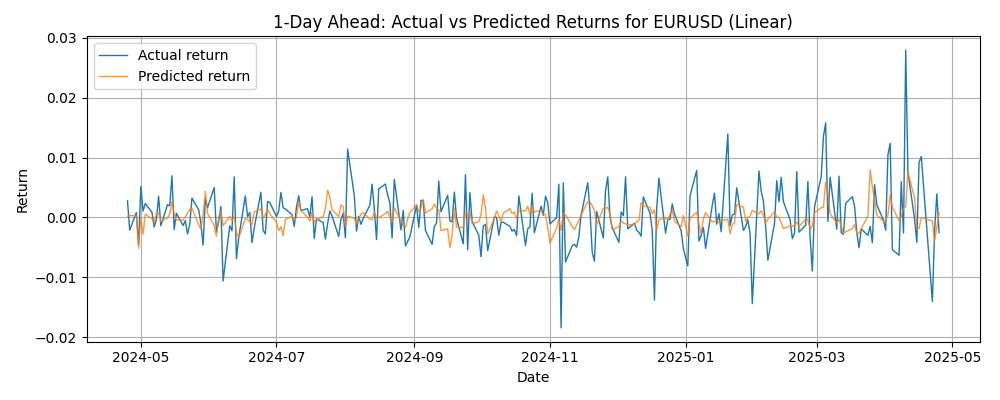 1-Day Ahead: Actual vs Predicted Returns for EURUSD (Linear)
Actual return
Predicted return
Return
0.03
0.02
0.01
0.00
−0.01
−0.02
2024-05
2024-07
2024-09
2024-11
2025-01
2025-03
2025-05
Date